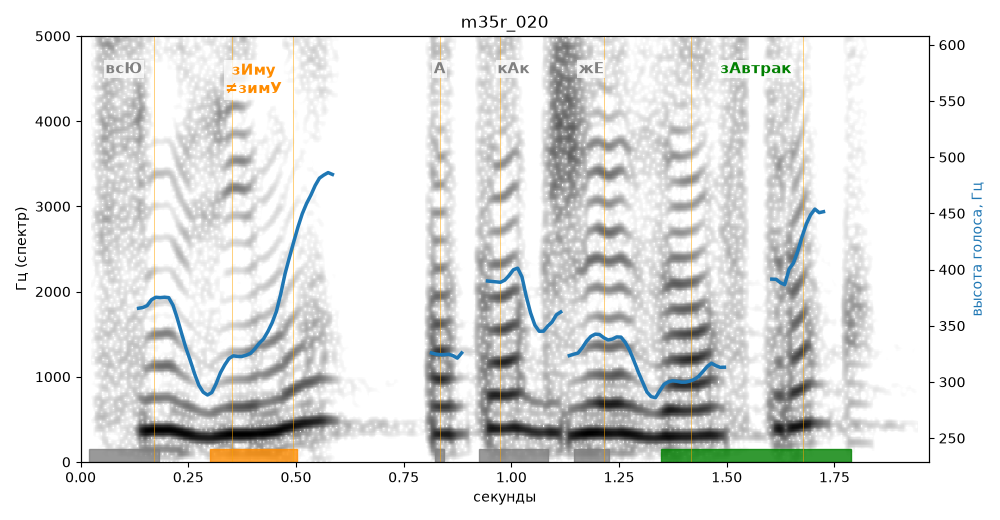 m35r_020
5000
4000
3000
2000
1000
0
Гц (спектр)
всЮ
зИму
≠зимУ
А
кАк
жЕ
зАвтрак
600
550
500
450
400
350
300
250
высота голоса, Гц
0.00 0.25 0.50 0.75 1.00 1.25 1.50 1.75
секунды